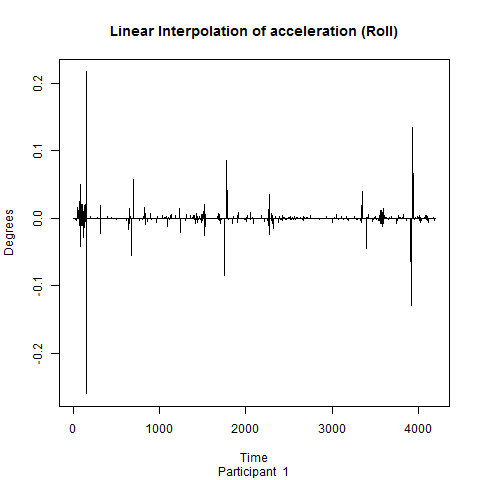 Linear Interpolation of acceleration (Roll)
Degrees
0.2
0.1
0.0
-0.1
-0.2
0 1000 2000 3000 4000
Time
Participant 1